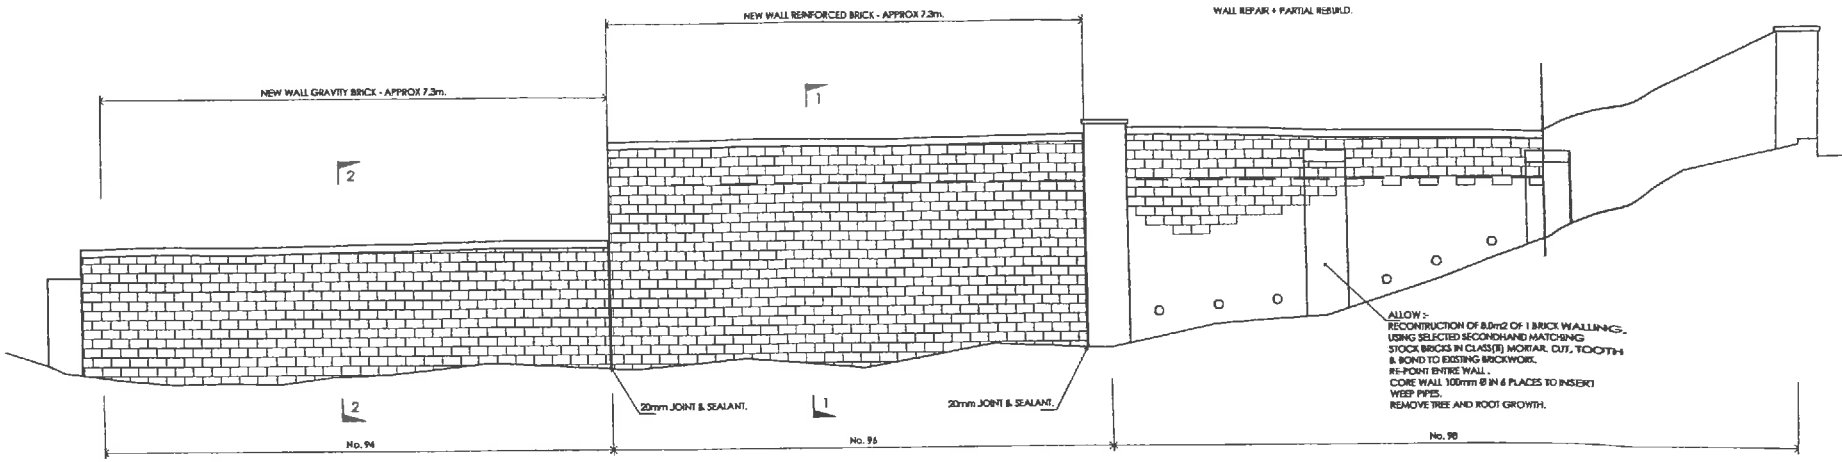 WALL REPAIR + PARTIAL REBUILD.
NEW WALL REINFORCED BRICK - APPROX 7.3m.
NEW WALL GRAVITY BRICK - APPROX 7.3m.
1
2
ALLOW :-
RECONTRUCTION OF 8.0m2 OF 1 BRICK WALLING,
USING SELECTED SECONDHAND MATCHING
STOCK BRICKS IN CLASS(II) MORTAR. CUT, TOOTH
& BOND TO EXISTING BRICKWORK.
RE-POINT ENTIRE WALL.
CORE WALL 100mm Ø IN 6 PLACES TO INSERT
WEEP PIPES.
REMOVE TREE AND ROOT GROWTH.
2
20mm JOINT & SEALANT.
1
20mm JOINT & SEALANT.
No. 94
No. 96
No. 98